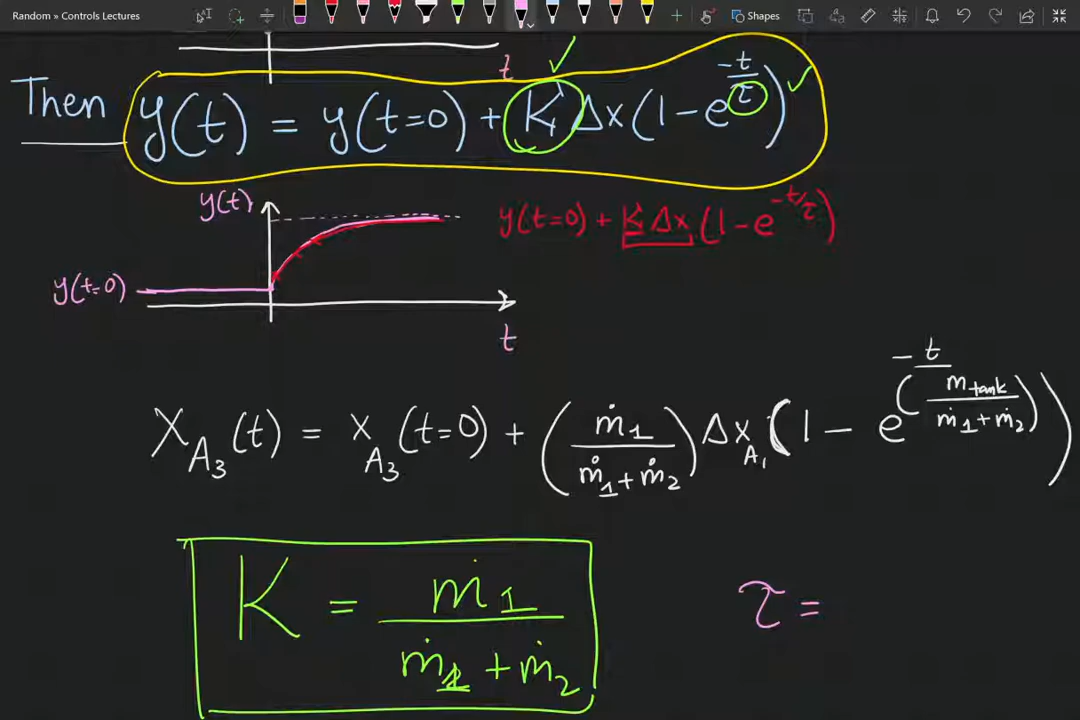 Random » Controls Lectures
Shapes
t
Then y(t) = y(t=0) + K Δx (1 - e^(-t/τ))
y(t)
y(t=0) + K Δx (1 - e^(-t/τ))
y(t=0)
t
X_A3 (t) = x_A3 (t=0) + (ṁ1 / (ṁ1 + ṁ2)) Δx_A1 (1 - e^(-t / (m_tank / (ṁ1 + ṁ2))))
K = ṁ1 / (ṁ1 + ṁ2)
τ =